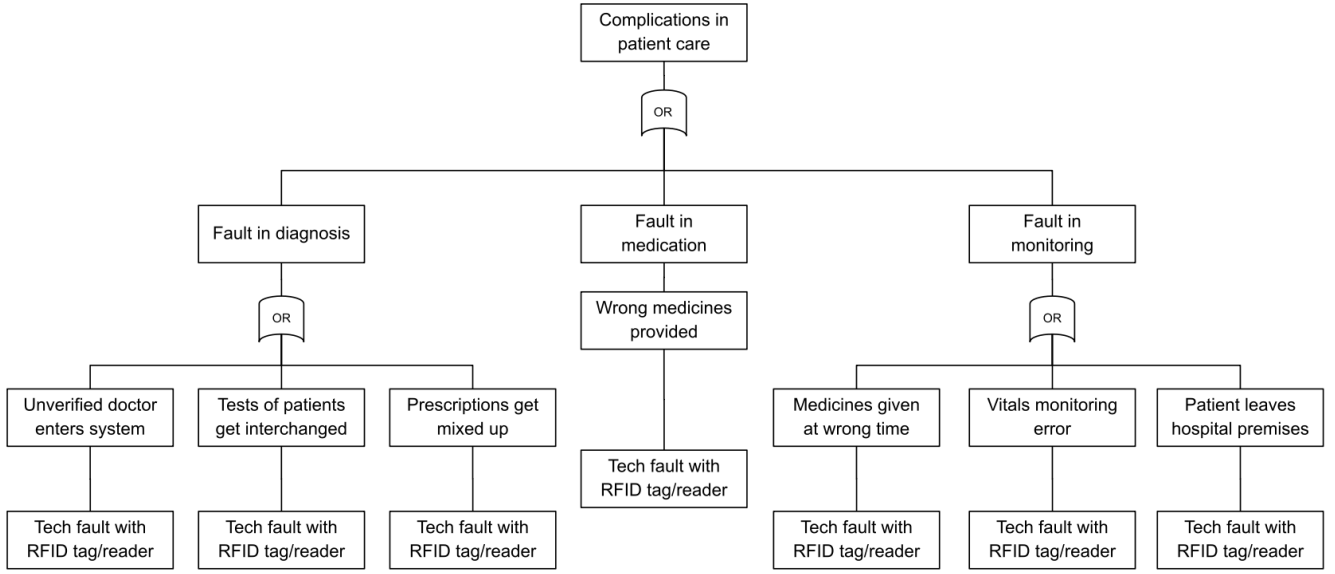 Complications in
patient care
OR
Fault in diagnosis
Fault in
medication
Fault in
monitoring
Wrong medicines
provided
OR
OR
Unverified doctor
enters system
Tests of patients
get interchanged
Prescriptions get
mixed up
Medicines given
at wrong time
Vitals monitoring
error
Patient leaves
hospital premises
Tech fault with
RFID tag/reader
Tech fault with
RFID tag/reader
Tech fault with
RFID tag/reader
Tech fault with
RFID tag/reader
Tech fault with
RFID tag/reader
Tech fault with
RFID tag/reader
Tech fault with
RFID tag/reader